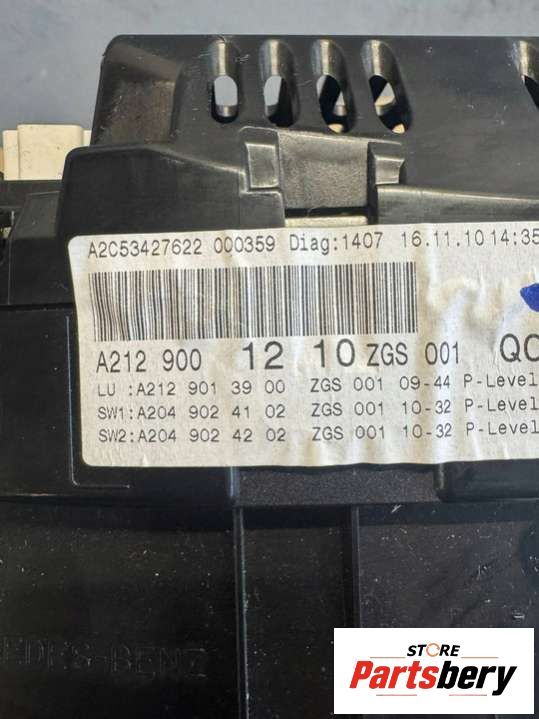 A2C53427622 000359 Diag:1407 16.11.10 14:35
A212 900 12 10 ZGS 001 QC
LU :A212 901 39 00 ZGS 001 09-44 P-Level
SW1:A204 902 41 02 ZGS 001 10-32 P-Level
SW2:A204 902 42 02 ZGS 001 10-32 P-Level
STORE
Partsbery